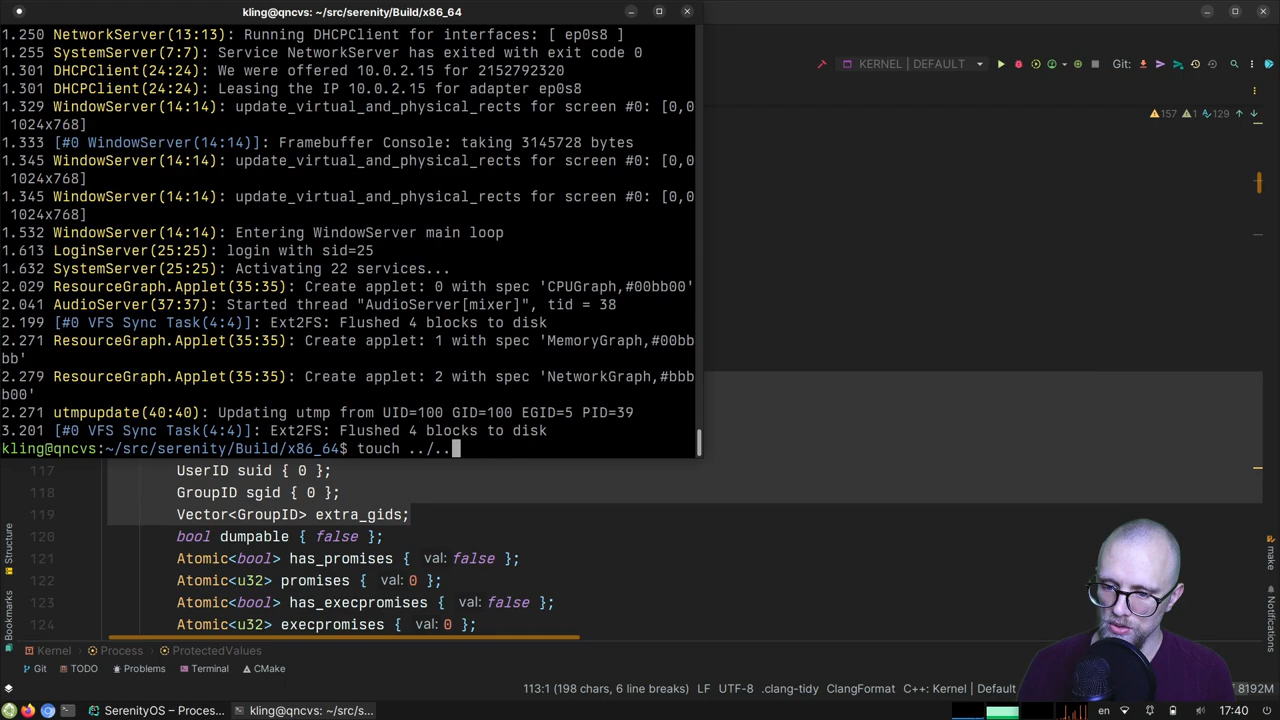 kling@qncvs: ~/src/serenity/Build/x86_64
1.250 NetworkServer(13:13): Running DHCPClient for interfaces: [ ep0s8 ]
1.255 SystemServer(7:7): Service NetworkServer has exited with exit code 0
1.301 DHCPClient(24:24): We were offered 10.0.2.15 for 2152792320
1.301 DHCPClient(24:24): Leasing the IP 10.0.2.15 for adapter ep0s8
1.329 WindowServer(14:14): update_virtual_and_physical_rects for screen #0: [0,0
1024x768]
1.333 [#0 WindowServer(14:14)]: Framebuffer Console: taking 3145728 bytes
1.345 WindowServer(14:14): update_virtual_and_physical_rects for screen #0: [0,0
1024x768]
1.345 WindowServer(14:14): update_virtual_and_physical_rects for screen #0: [0,0
1024x768]
1.532 WindowServer(14:14): Entering WindowServer main loop
1.613 LoginServer(25:25): login with sid=25
1.632 SystemServer(25:25): Activating 22 services...
2.029 ResourceGraph.Applet(35:35): Create applet: 0 with spec 'CPUGraph,#00bb00'
2.041 AudioServer(37:37): Started thread "AudioServer[mixer]", tid = 38
2.199 [#0 VFS Sync Task(4:4)]: Ext2FS: Flushed 4 blocks to disk
2.271 ResourceGraph.Applet(35:35): Create applet: 1 with spec 'MemoryGraph,#00bb
bb'
2.279 ResourceGraph.Applet(35:35): Create applet: 2 with spec 'NetworkGraph,#bbb
b00'
2.271 utmpupdate(40:40): Updating utmp from UID=100 GID=100 EGID=5 PID=39
3.201 [#0 VFS Sync Task(4:4)]: Ext2FS: Flushed 4 blocks to disk
kling@qncvs:~/src/serenity/Build/x86_64$ touch ../..
KERNEL | DEFAULT
Git:
157 1 129
117 UserID suid { 0 };
118 GroupID sgid { 0 };
119 Vector<GroupID> extra_gids;
120 bool dumpable { false };
121 Atomic<bool> has_promises { val: false };
122 Atomic<u32> promises { val: 0 };
123 Atomic<bool> has_execpromises { val: false };
124 Atomic<u32> execpromises { val: 0 };
Structure
Bookmarks
make
Notifications
Kernel Process ProtectedValues
Git TODO Problems Terminal CMake
113:1 (198 chars, 6 line breaks) LF UTF-8 .clang-tidy ClangFormat C++: Kernel | Default 8192M
SerenityOS – Proces... kling@qncvs: ~/src/s... en 17:40